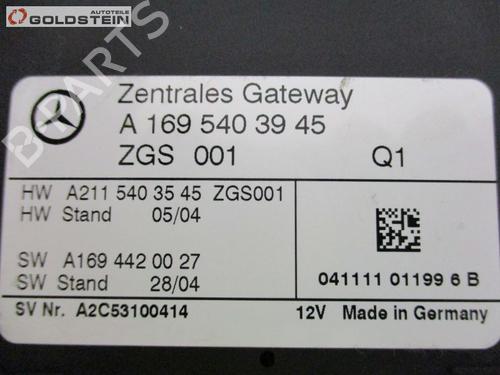 AUTOTEILE
GOLDSTEIN
B-PARTS
Zentrales Gateway
A 169 540 39 45
ZGS 001 Q1
HW A211 540 35 45 ZGS001
HW Stand 05/04
SW A169 442 00 27
SW Stand 28/04
041111 01199 6 B
SV Nr. A2C53100414 12V Made in Germany